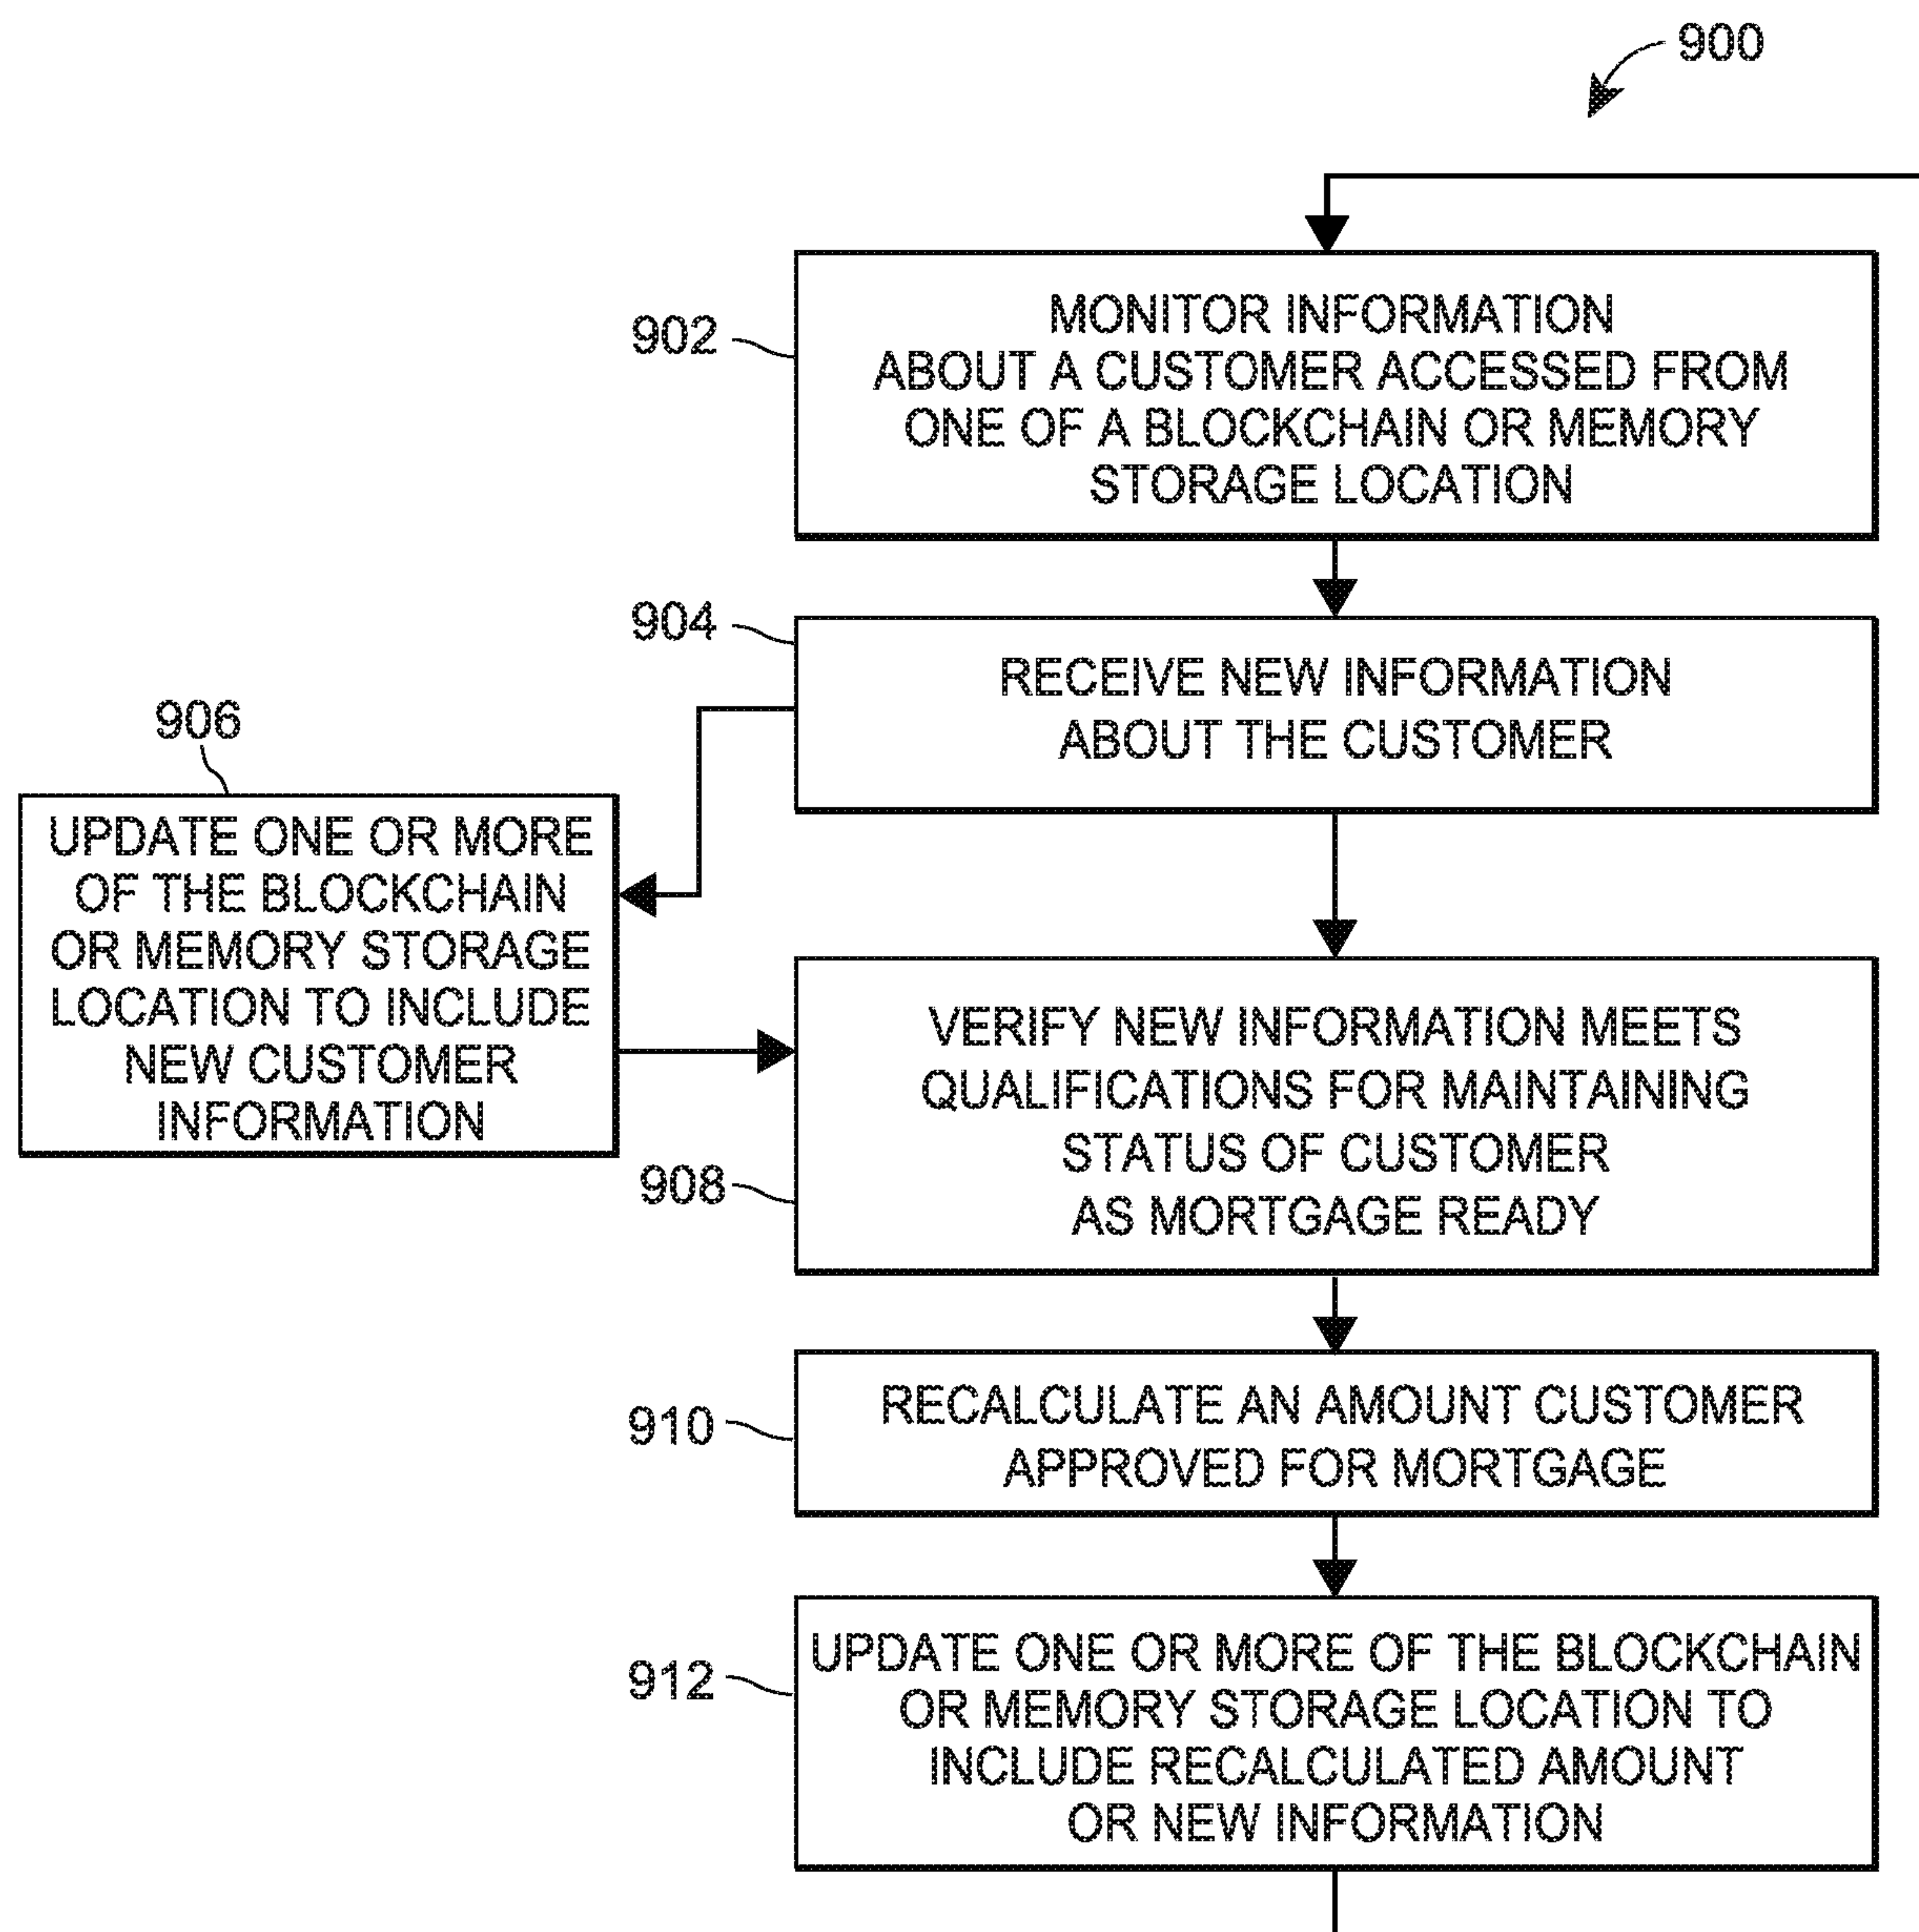 900
902
MONITOR INFORMATION
ABOUT A CUSTOMER ACCESSED FROM
ONE OF A BLOCKCHAIN OR MEMORY
STORAGE LOCATION
904
RECEIVE NEW INFORMATION
ABOUT THE CUSTOMER
906
UPDATE ONE OR MORE
OF THE BLOCKCHAIN
OR MEMORY STORAGE
LOCATION TO INCLUDE
NEW CUSTOMER
INFORMATION
908
VERIFY NEW INFORMATION MEETS
QUALIFICATIONS FOR MAINTAINING
STATUS OF CUSTOMER
AS MORTGAGE READY
910
RECALCULATE AN AMOUNT CUSTOMER
APPROVED FOR MORTGAGE
912
UPDATE ONE OR MORE OF THE BLOCKCHAIN
OR MEMORY STORAGE LOCATION TO
INCLUDE RECALCULATED AMOUNT
OR NEW INFORMATION